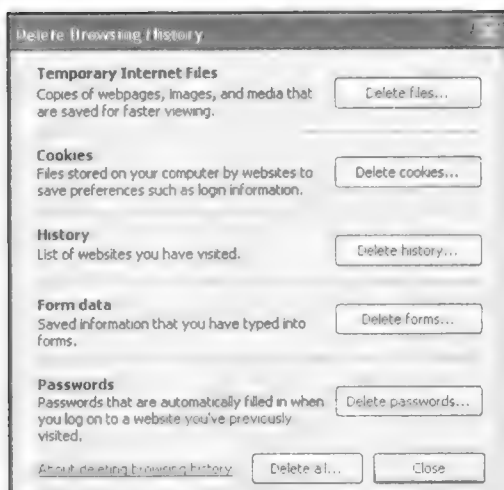 Delete Browsing History
Temporary Internet Files
Copies of webpages, images, and media that
are saved for faster viewing.
Delete files...
Cookies
Files stored on your computer by websites to
save preferences such as login information.
Delete cookies...
History
List of websites you have visited.
Delete history...
Form data
Saved information that you have typed into
forms.
Delete forms...
Passwords
Passwords that are automatically filled in when
you log on to a website you've previously
visited.
Delete passwords...
About deleting browsing history
Delete all...
Close